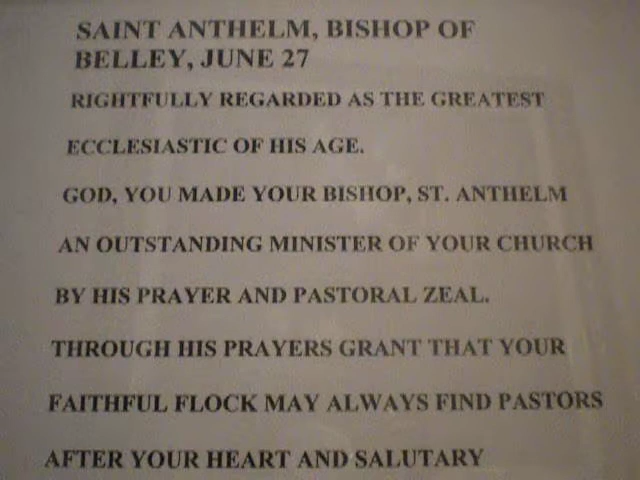 SAINT ANTHELM, BISHOP OF
BELLEY, JUNE 27
RIGHTFULLY REGARDED AS THE GREATEST
ECCLESIASTIC OF HIS AGE.
GOD, YOU MADE YOUR BISHOP, ST. ANTHELM
AN OUTSTANDING MINISTER OF YOUR CHURCH
BY HIS PRAYER AND PASTORAL ZEAL.
THROUGH HIS PRAYERS GRANT THAT YOUR
FAITHFUL FLOCK MAY ALWAYS FIND PASTORS
AFTER YOUR HEART AND SALUTARY